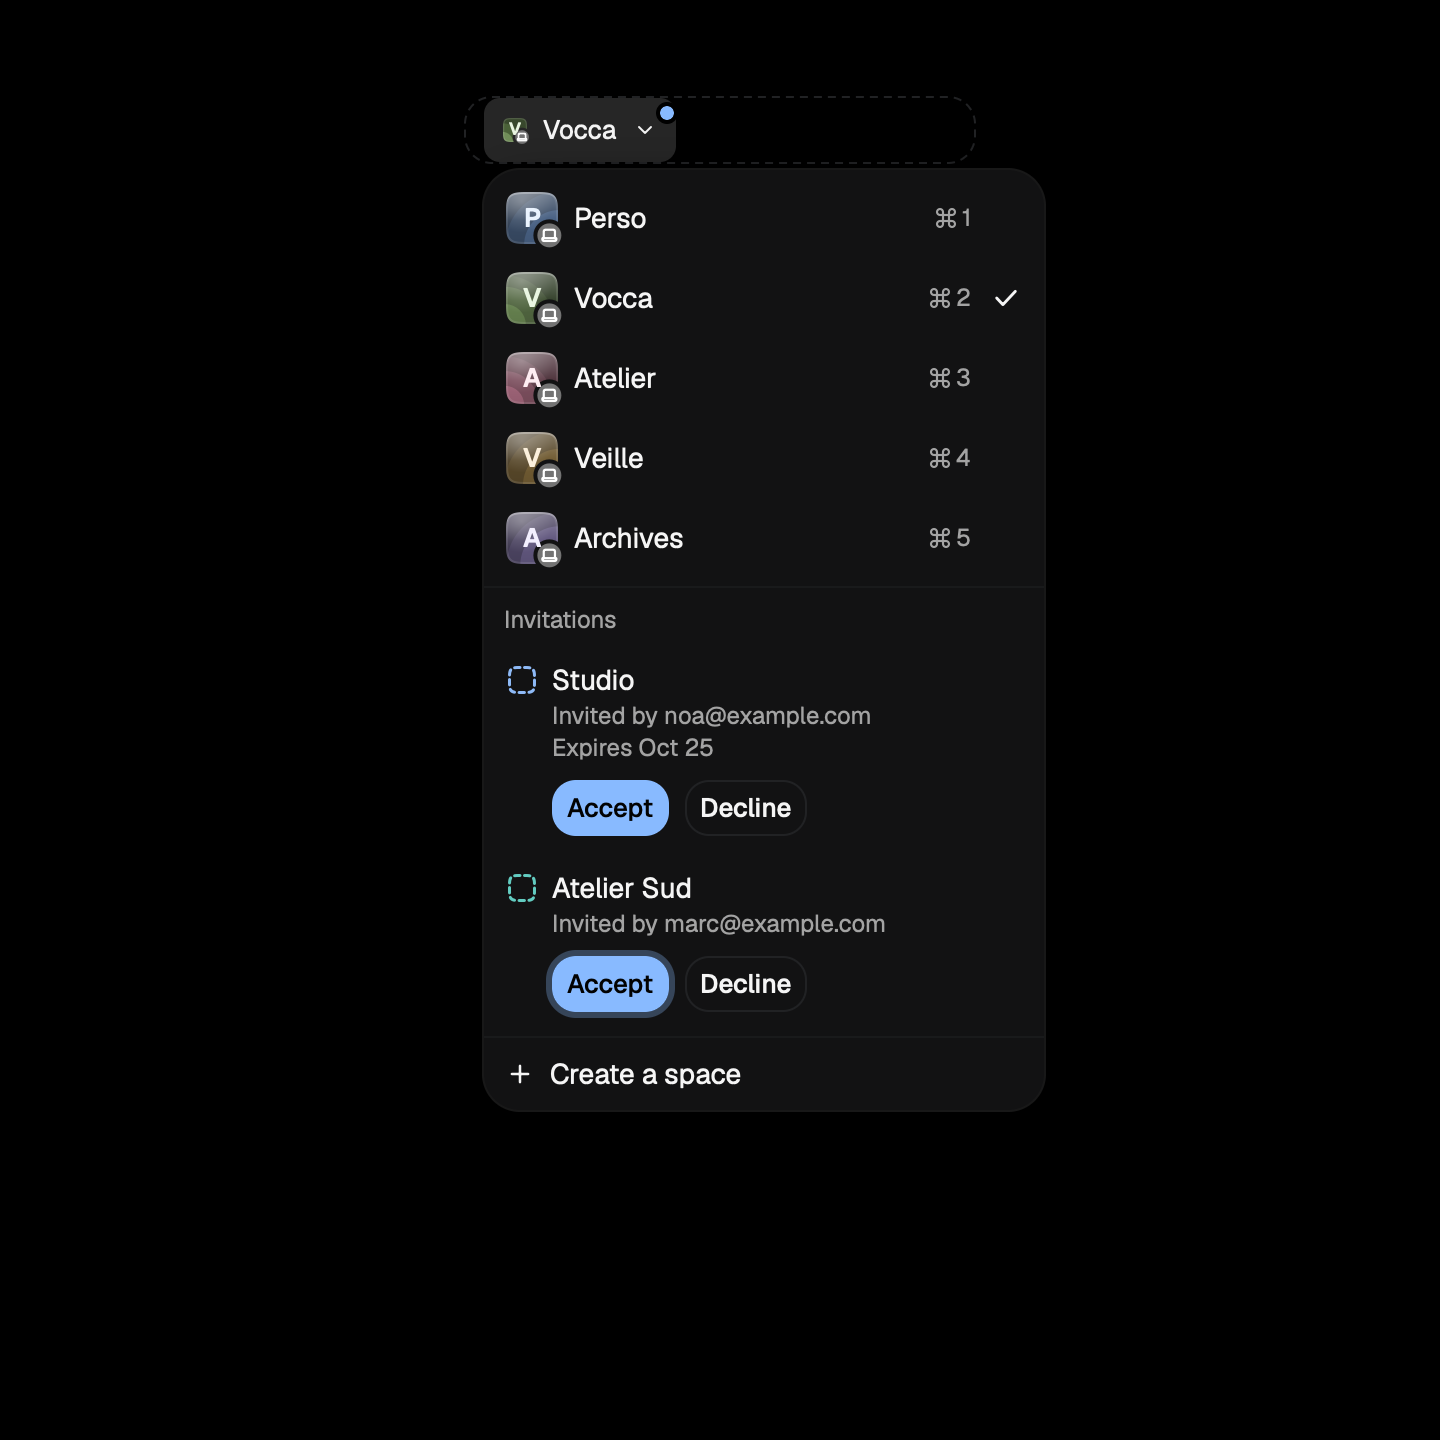 V Vocca
P Perso ⌘1
V Vocca ⌘2
A Atelier ⌘3
V Veille ⌘4
A Archives ⌘5
Invitations
Studio
Invited by noa@example.com
Expires Oct 25
Accept Decline
Atelier Sud
Invited by marc@example.com
Accept Decline
+ Create a space